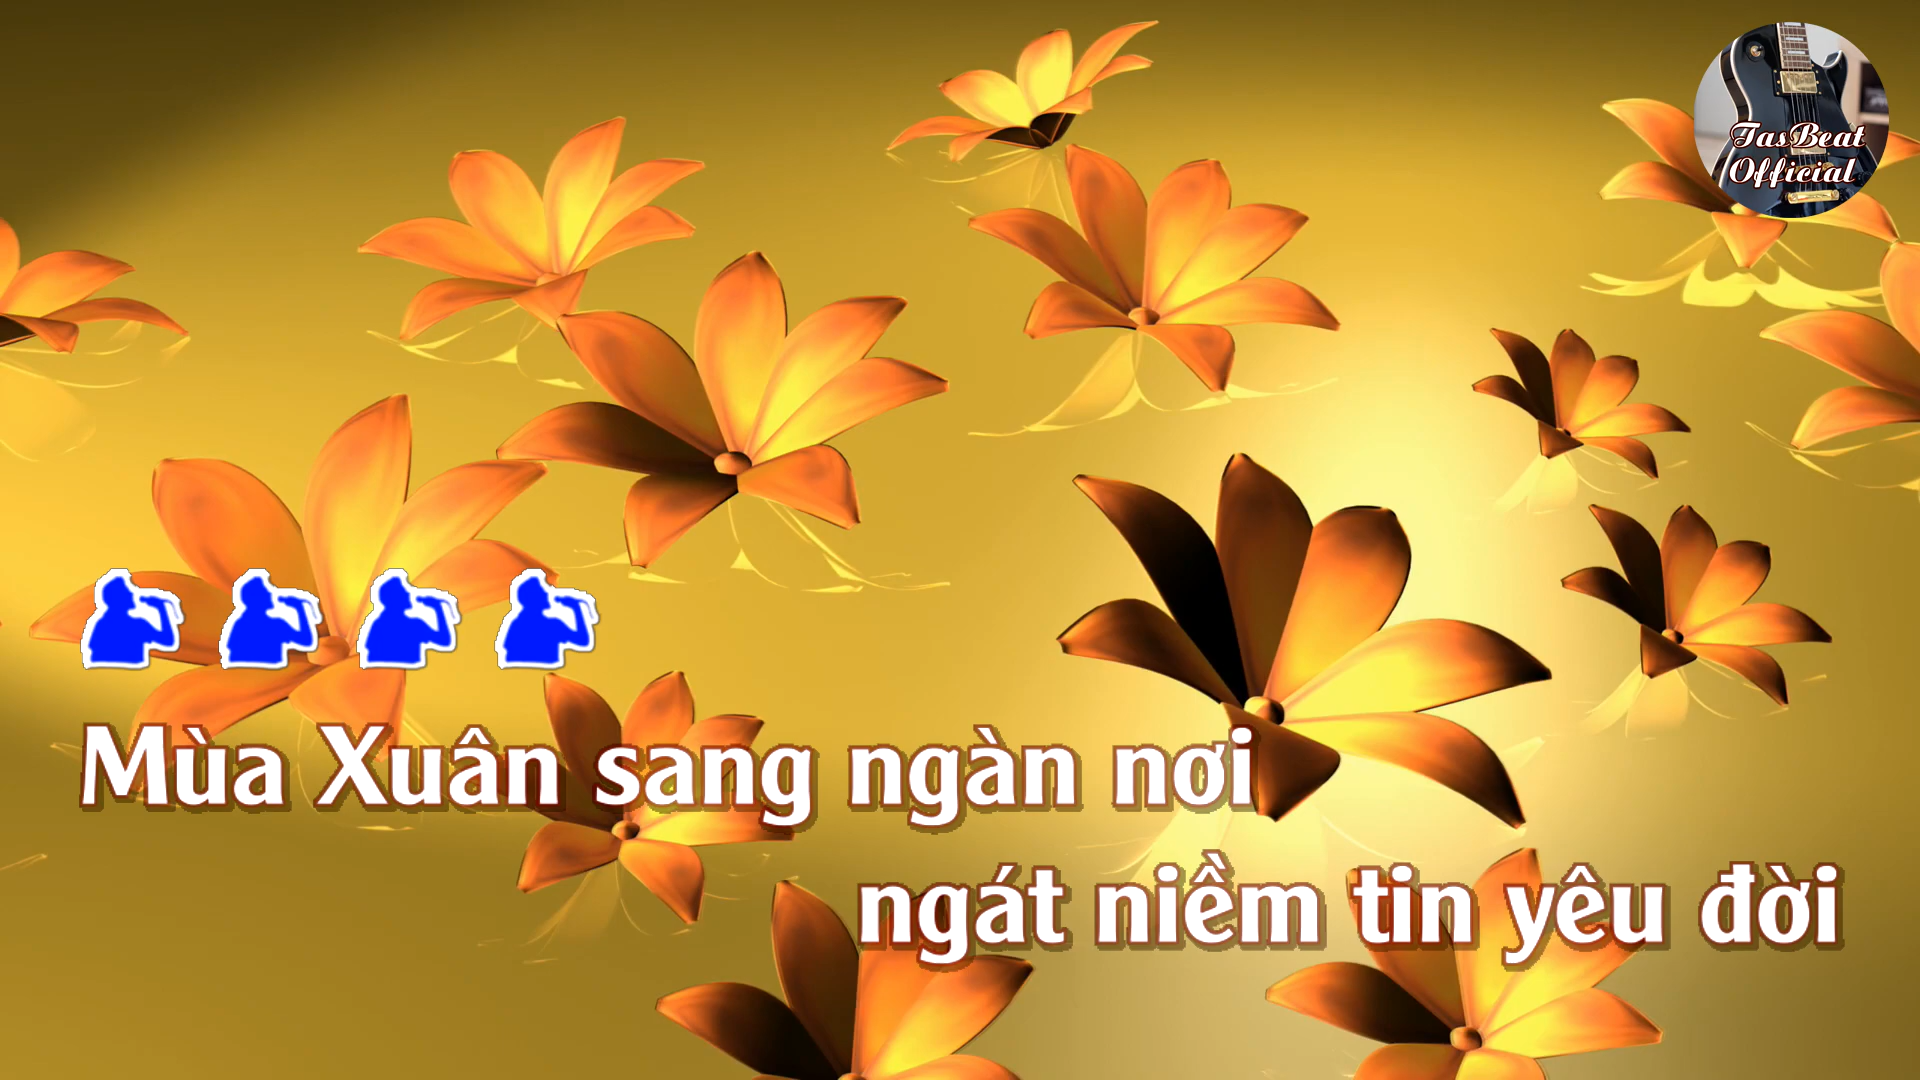 TasBeat
Official
Mùa Xuân sang ngàn nơi
ngát niềm tin yêu đời